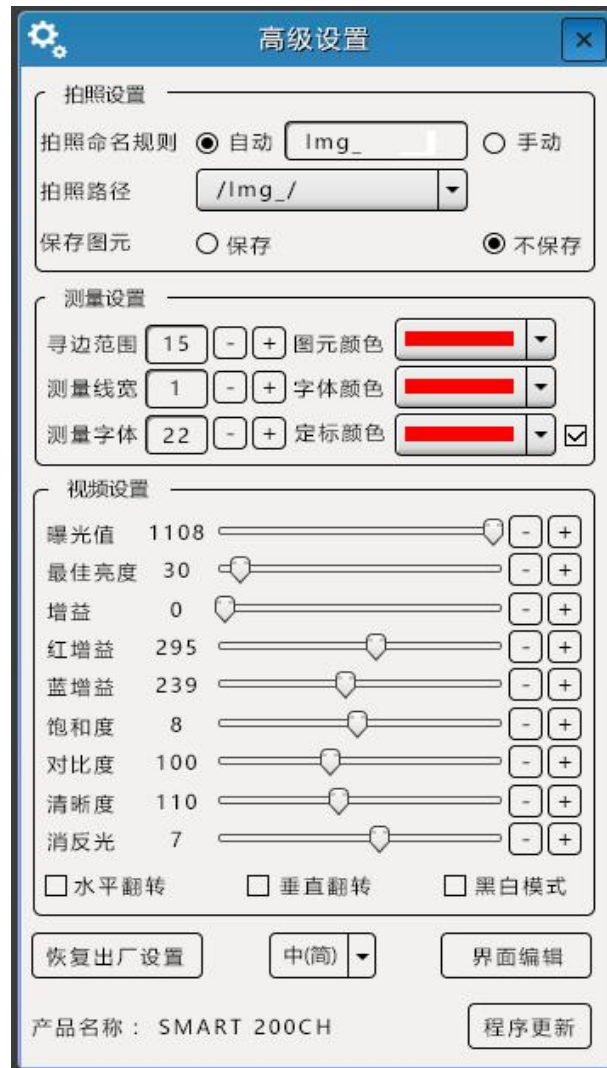 高级设置
拍照设置
拍照命名规则 自动 Img_ 手动
拍照路径 /Img_/
保存图元 保存 不保存
测量设置
寻边范围 15 - + 图元颜色
测量线宽 1 - + 字体颜色
测量字体 22 - + 定标颜色
视频设置
曝光值 1108 - +
最佳亮度 30 - +
增益 0 - +
红增益 295 - +
蓝增益 239 - +
饱和度 8 - +
对比度 100 - +
清晰度 110 - +
消反光 7 - +
水平翻转 垂直翻转 黑白模式
恢复出厂设置 中(简) 界面编辑
产品名称： SMART 200CH 程序更新